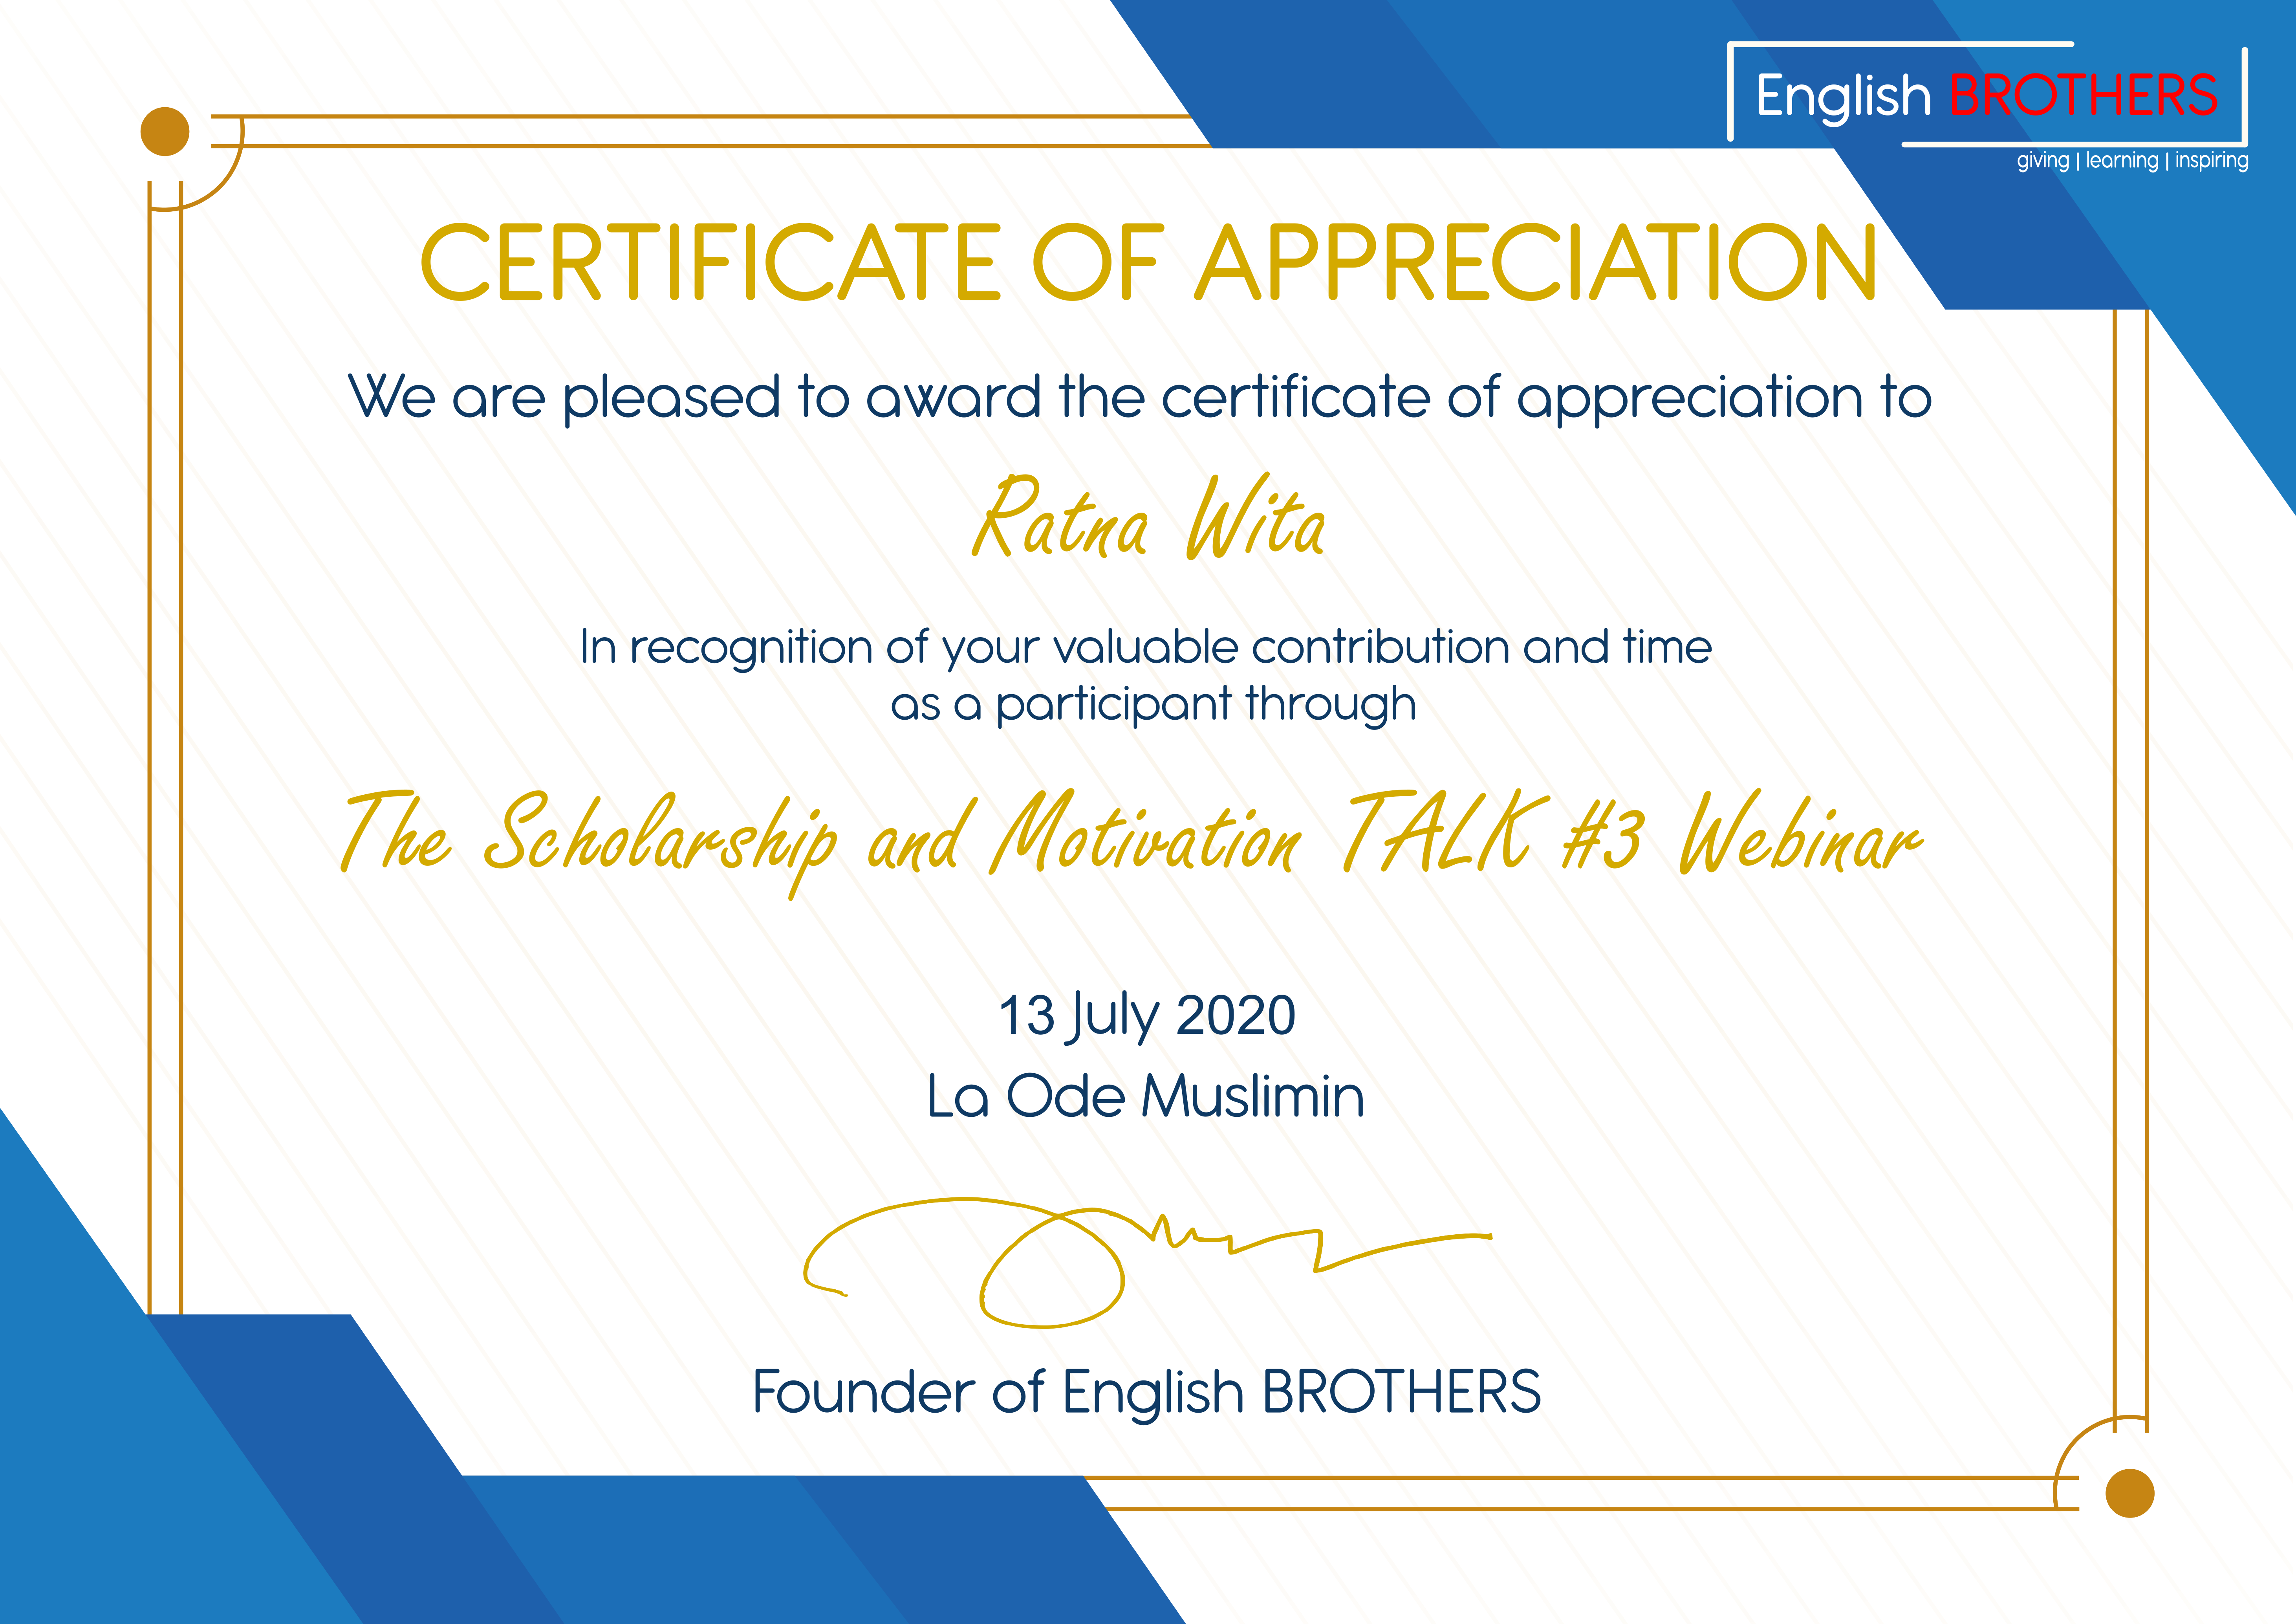 English BROTHERS
giving | learning | inspiring
CERTIFICATE OF APPRECIATION
We are pleased to award the certificate of appreciation to
Ratna Wita
In recognition of your valuable contribution and time
as a participant through
The Scholarship and Motivation TALK #3 Webinar
13 July 2020
La Ode Muslimin
Founder of English BROTHERS